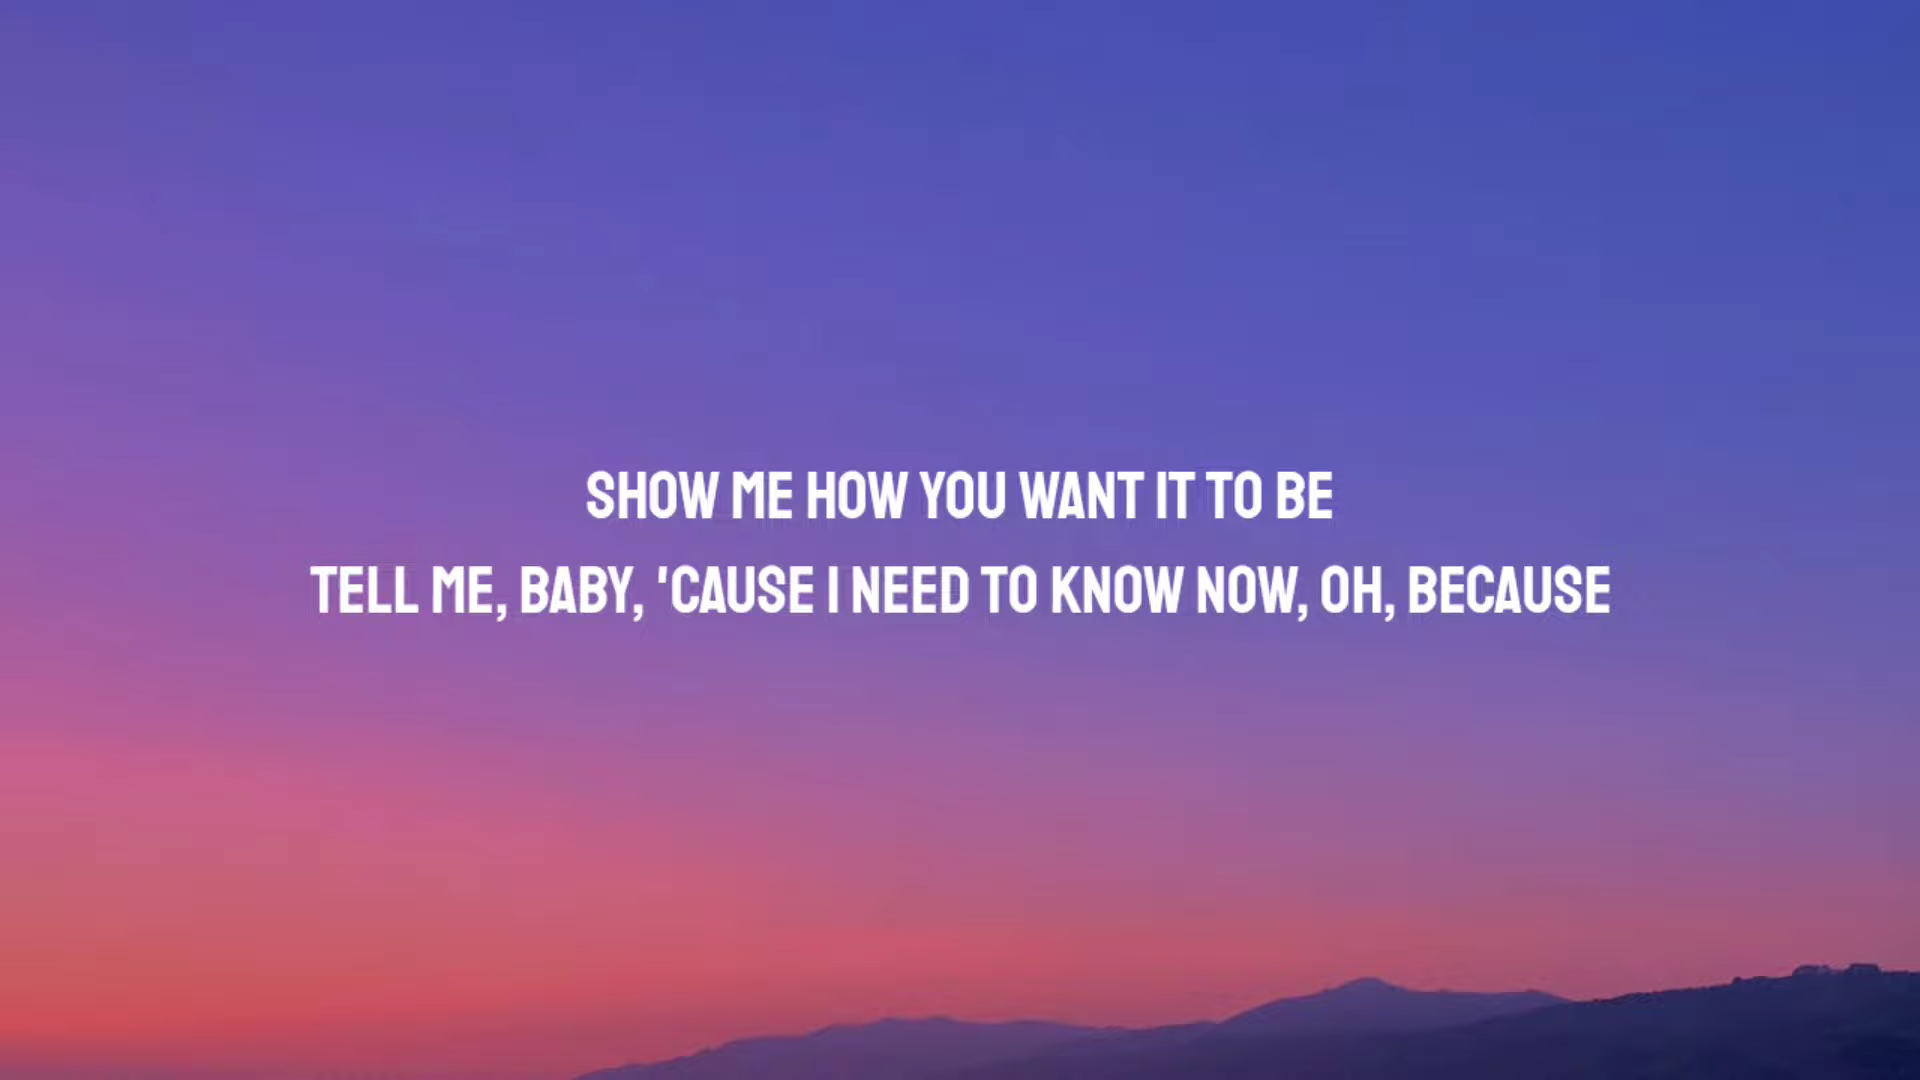 SHOW ME HOW YOU WANT IT TO BE
TELL ME, BABY, 'CAUSE I NEED TO KNOW NOW, OH, BECAUSE